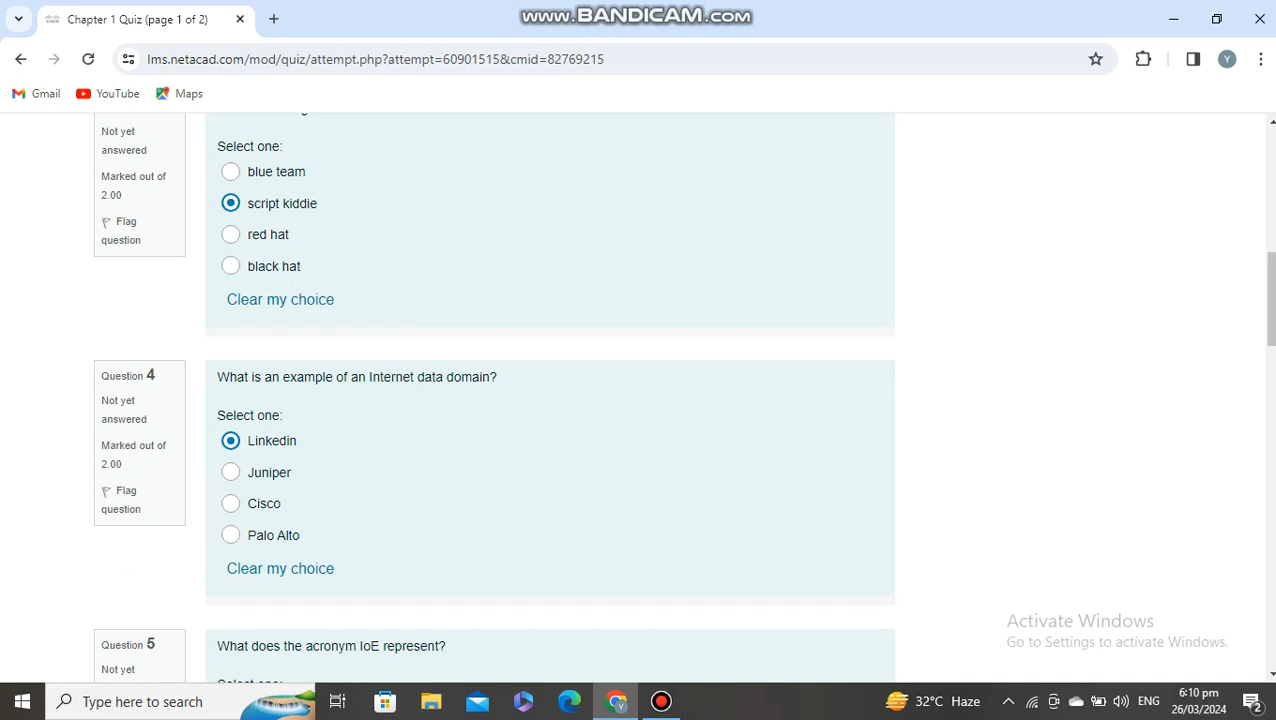 www.BANDICAM.com
Chapter 1 Quiz (page 1 of 2)
lms.netacad.com/mod/quiz/attempt.php?attempt=60901515&cmid=82769215
Y
Gmail YouTube Maps
Not yet
answered
Marked out of
2.00
Flag
question
Select one:
blue team
script kiddie
red hat
black hat
Clear my choice
Question 4
Not yet
answered
Marked out of
2.00
Flag
question
What is an example of an Internet data domain?
Select one:
Linkedin
Juniper
Cisco
Palo Alto
Clear my choice
Question 5
Not yet
What does the acronym IoE represent?
Activate Windows
Go to Settings to activate Windows.
Type here to search
32°C Haze
ENG
6:10 pm
26/03/2024
2